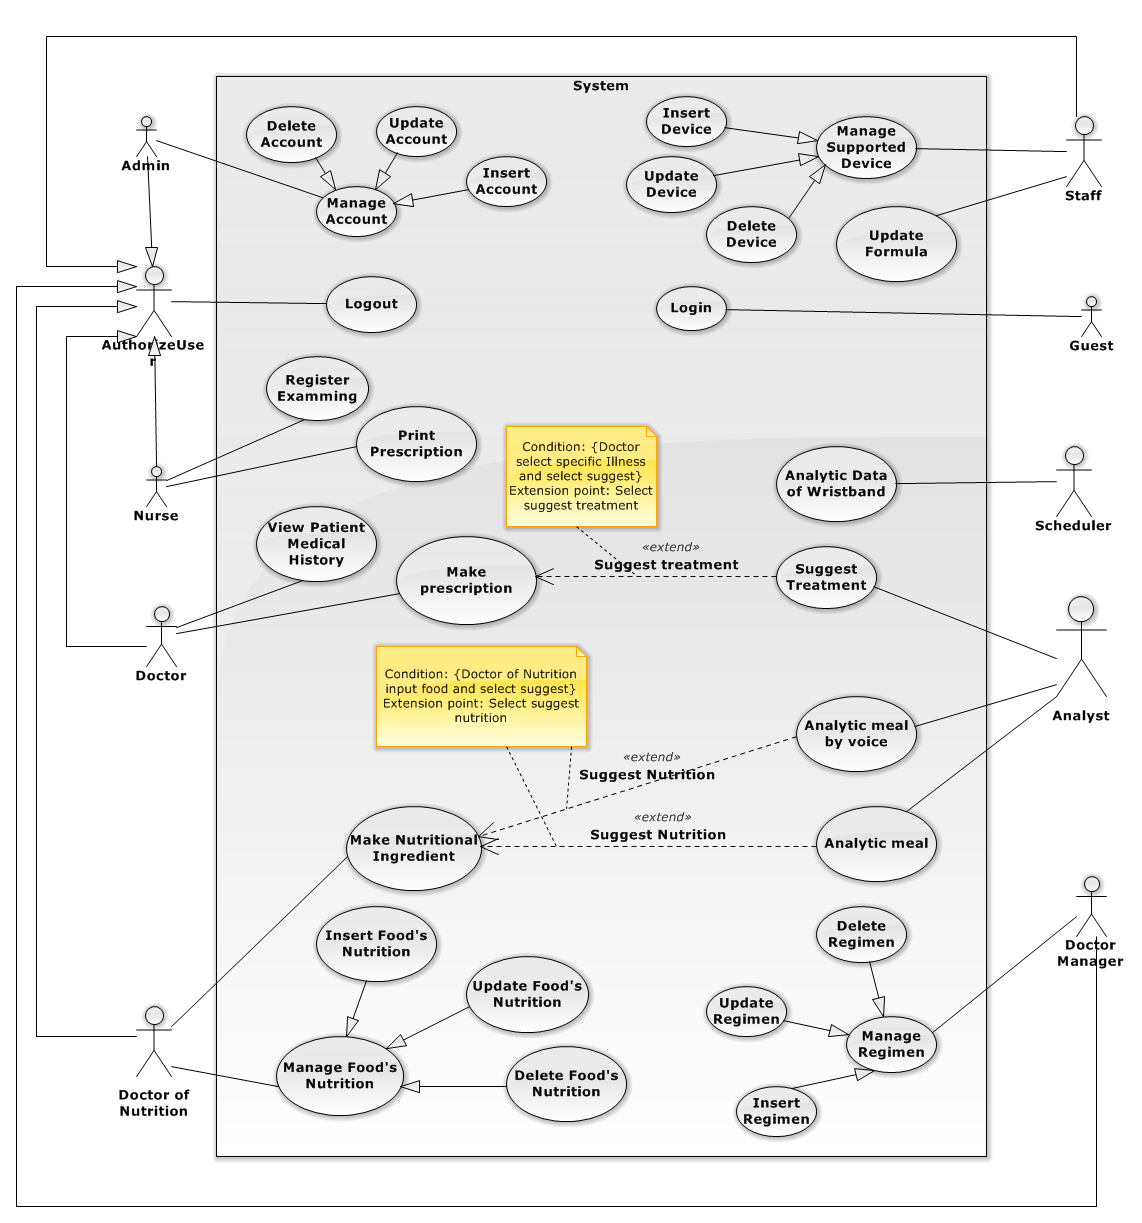 System
Delete
Account
Update
Account
Insert
Account
Manage
Account
Admin
Insert
Device
Update
Device
Delete
Device
Manage
Supported
Device
Update
Formula
Staff
AuthorizeUse
r
Logout
Login
Guest
Register
Examming
Print
Prescription
Nurse
Condition: {Doctor
select specific Illness
and select suggest}
Extension point: Select
suggest treatment
Analytic Data
of Wristband
Scheduler
View Patient
Medical
History
Make
prescription
«extend»
Suggest treatment
Suggest
Treatment
Doctor
Analyst
Condition: {Doctor of Nutrition
input food and select suggest}
Extension point: Select suggest
nutrition
Analytic meal
by voice
«extend»
Suggest Nutrition
«extend»
Suggest Nutrition
Make Nutritional
Ingredient
Analytic meal
Doctor
Manager
Insert Food's
Nutrition
Update Food's
Nutrition
Manage Food's
Nutrition
Delete Food's
Nutrition
Delete
Regimen
Update
Regimen
Manage
Regimen
Insert
Regimen
Doctor of
Nutrition